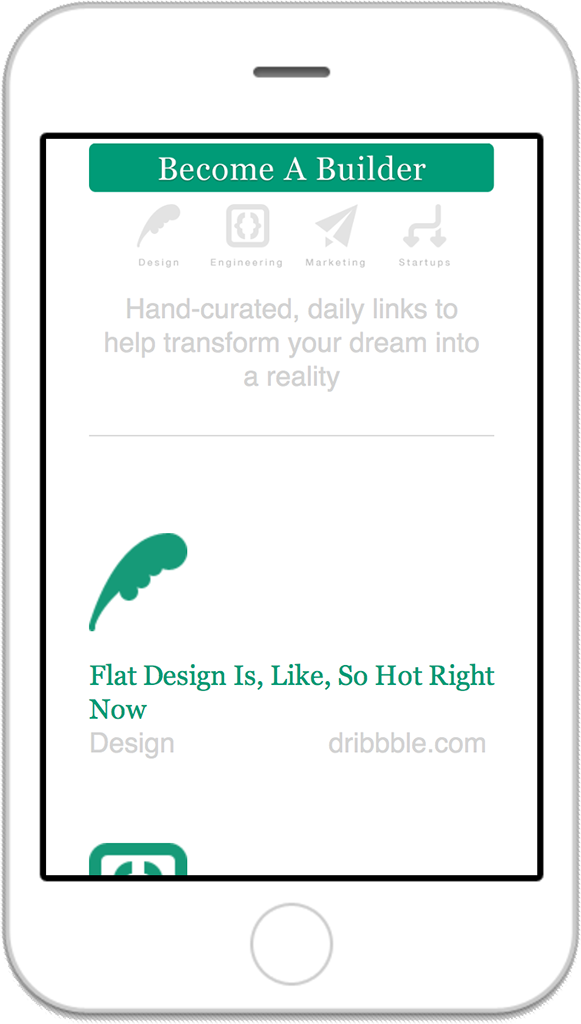 Become A Builder
Design Engineering Marketing Startups
Hand-curated, daily links to
help transform your dream into
a reality
Flat Design Is, Like, So Hot Right
Now
Design dribbble.com